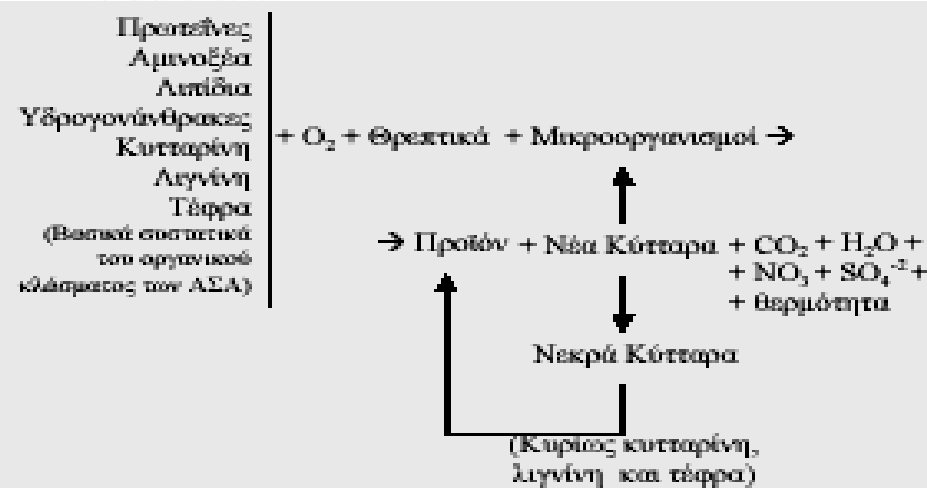 Πρωτεΐνες
Αμινοξέα
Λιπίδια
Υδρογονάνθρακες
Κυτταρίνη
Λιγνίνη
Τέφρα
(Βασικά συστατικά
του οργανικού
κλάσματος των ΑΣΑ)
+ O₂ + Θρεπτικά + Μικροοργανισμοί →
→ Προϊόν + Νέα Κύτταρα + CO₂ + H₂O +
+ NO₃ + SO₄⁻² +
+ θερμότητα
Νεκρά Κύτταρα
(Κυρίως κυτταρίνη,
λιγνίνη και τέφρα)